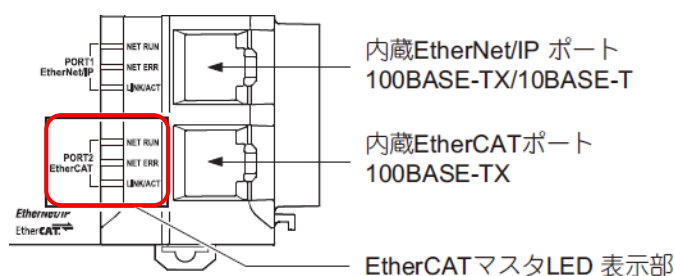 PORT1
EtherNet/IP
NET RUN
NET ERR
LINK/ACT
内蔵EtherNet/IP ポート
100BASE-TX/10BASE-T
PORT2
EtherCAT
NET RUN
NET ERR
LINK/ACT
内蔵EtherCATポート
100BASE-TX
EtherNet/IP
EtherCAT
EtherCATマスタLED 表示部